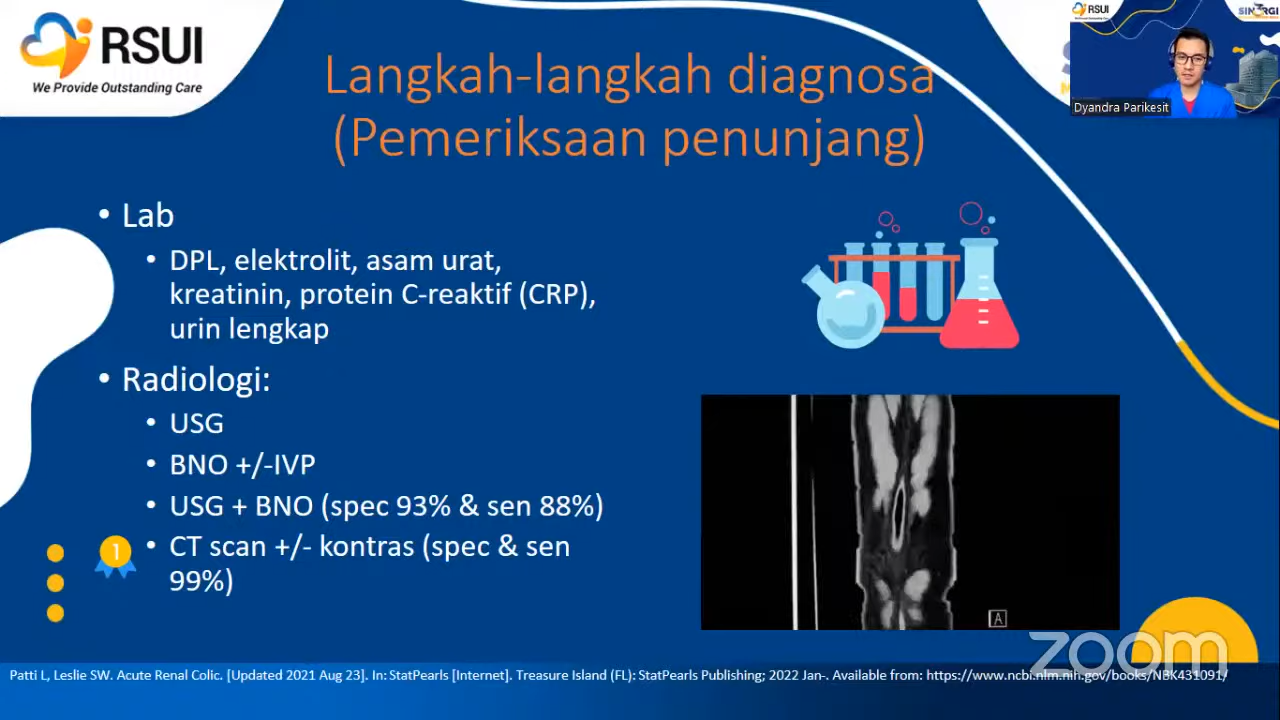 RSUI
We Provide Outstanding Care
Langkah-langkah diagnosa
(Pemeriksaan penunjang)
• Lab
• DPL, elektrolit, asam urat,
kreatinin, protein C-reaktif (CRP),
urin lengkap
• Radiologi:
• USG
• BNO +/-IVP
• USG + BNO (spec 93% & sen 88%)
1
• CT scan +/- kontras (spec & sen
99%)
A
RSUI
Dyandra Parikesit
zoom
Patti L, Leslie SW. Acute Renal Colic. [Updated 2021 Aug 23]. In: StatPearls [Internet]. Treasure Island (FL): StatPearls Publishing; 2022 Jan-. Available from: https://www.ncbi.nlm.nih.gov/books/NBK431091/